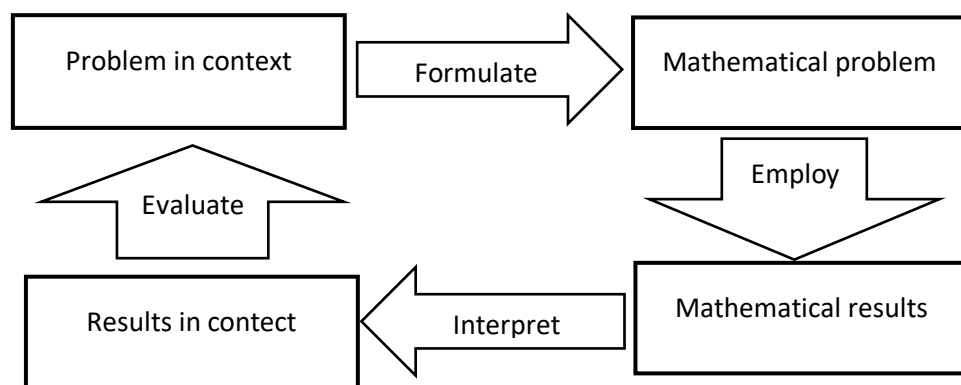 Problem in context
Formulate
Mathematical problem
Employ
Evaluate
Results in contect
Interpret
Mathematical results